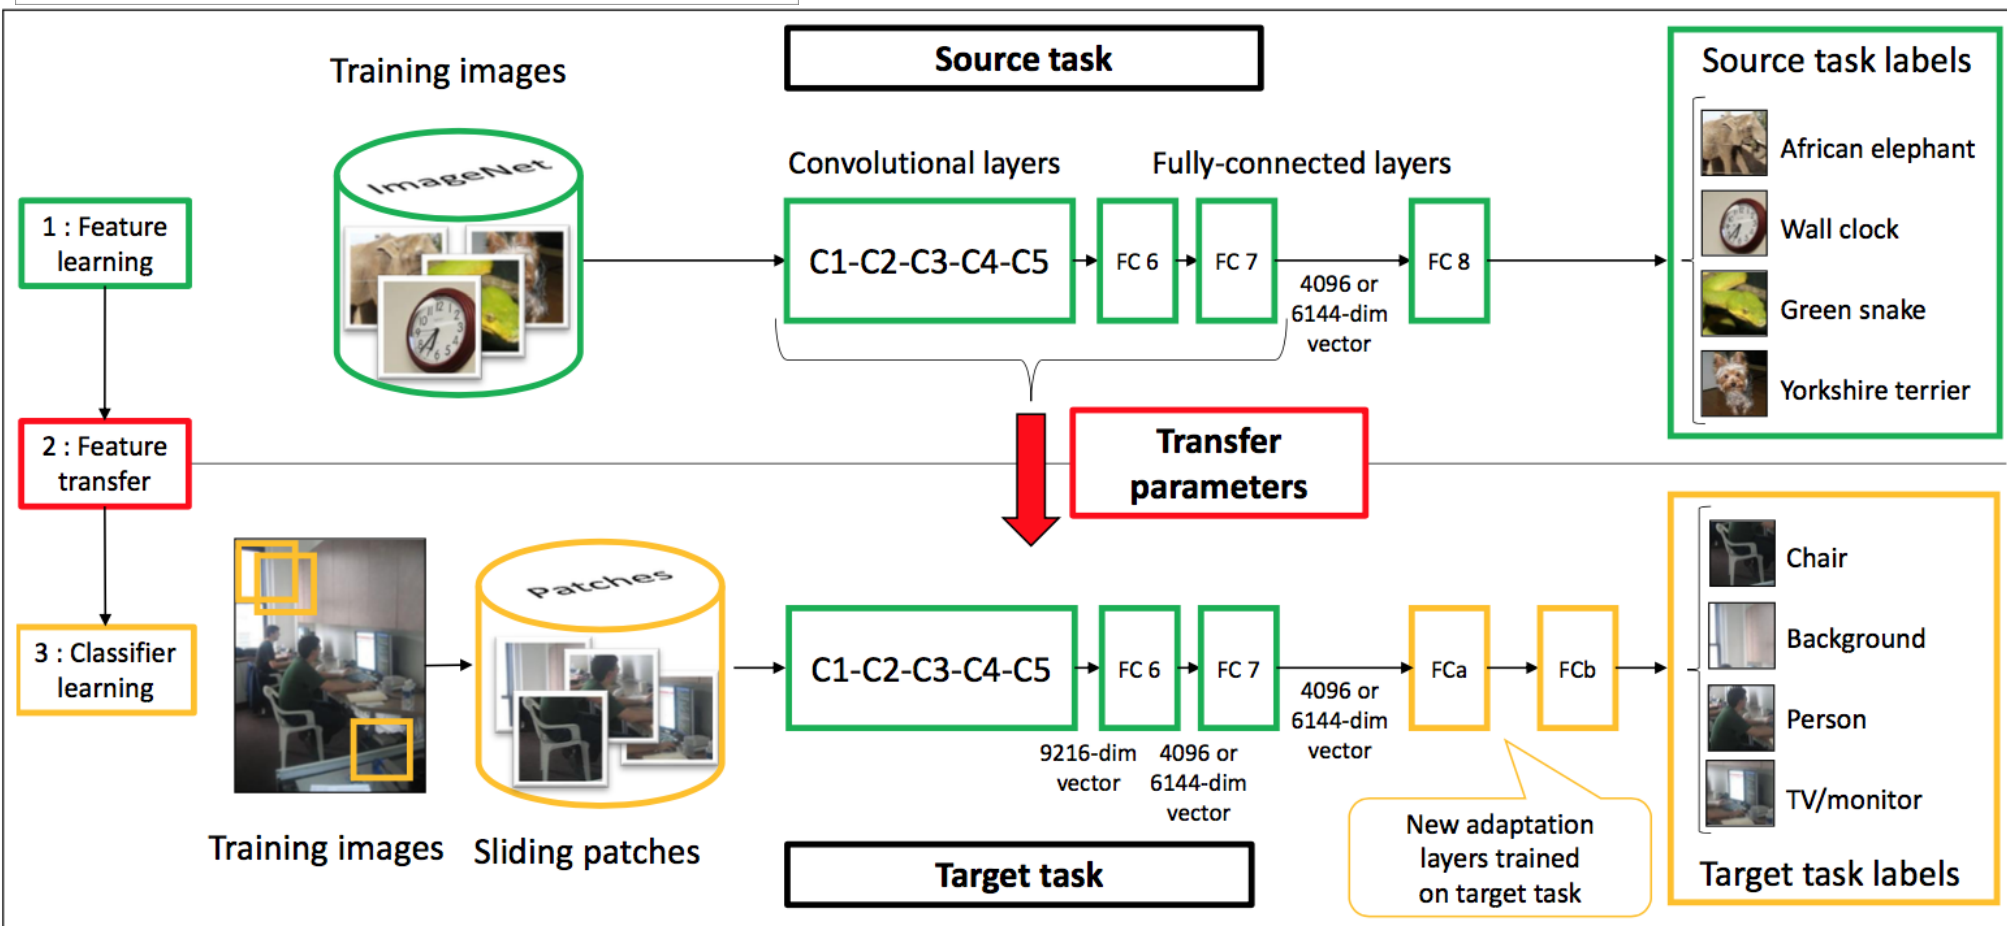 Source task
Training images
Source task labels
ImageNet
Convolutional layers
Fully-connected layers
1 : Feature
learning
C1-C2-C3-C4-C5
FC 6
FC 7
4096 or
6144-dim
vector
FC 8
African elephant
Wall clock
Green snake
Yorkshire terrier
2 : Feature
transfer
Transfer
parameters
3 : Classifier
learning
Patches
C1-C2-C3-C4-C5
FC 6
FC 7
9216-dim
vector
4096 or
6144-dim
vector
4096 or
6144-dim
vector
FCa
FCb
Chair
Background
Person
TV/monitor
Training images
Sliding patches
New adaptation
layers trained
on target task
Target task
Target task labels